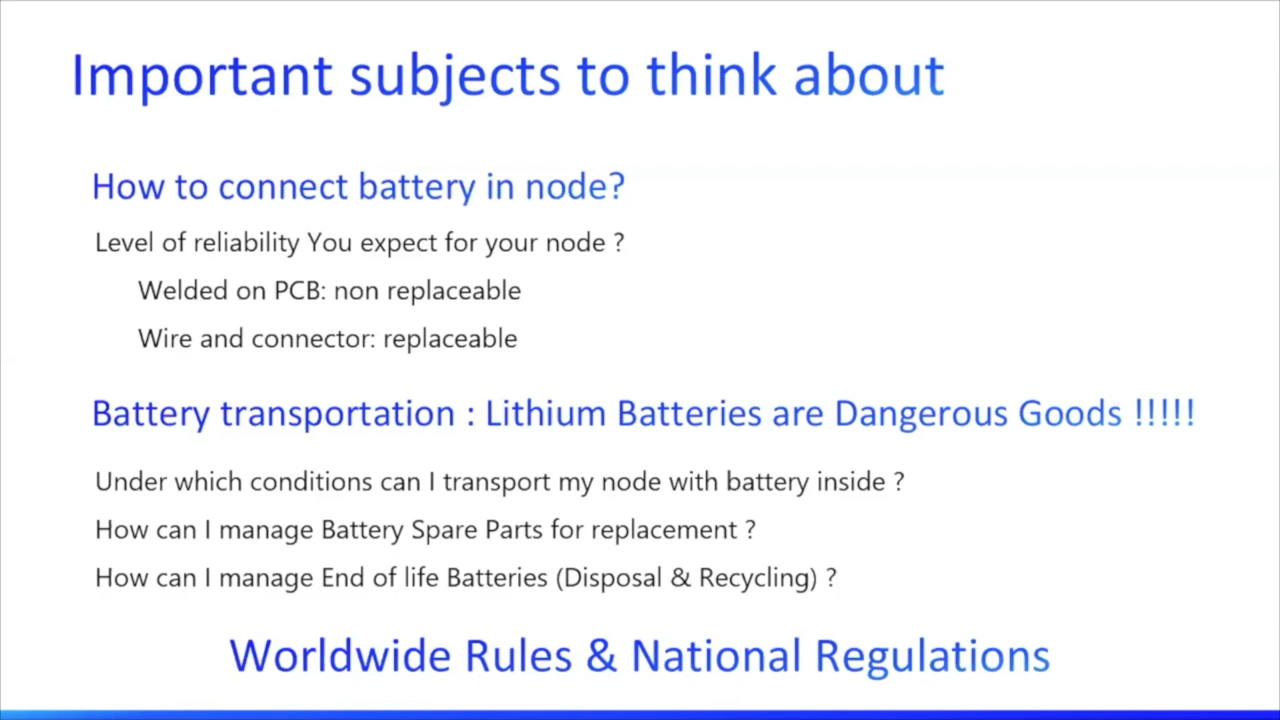 Important subjects to think about
How to connect battery in node?
Level of reliability You expect for your node ?
Welded on PCB: non replaceable
Wire and connector: replaceable
Battery transportation : Lithium Batteries are Dangerous Goods !!!!!
Under which conditions can I transport my node with battery inside ?
How can I manage Battery Spare Parts for replacement ?
How can I manage End of life Batteries (Disposal & Recycling) ?
Worldwide Rules & National Regulations